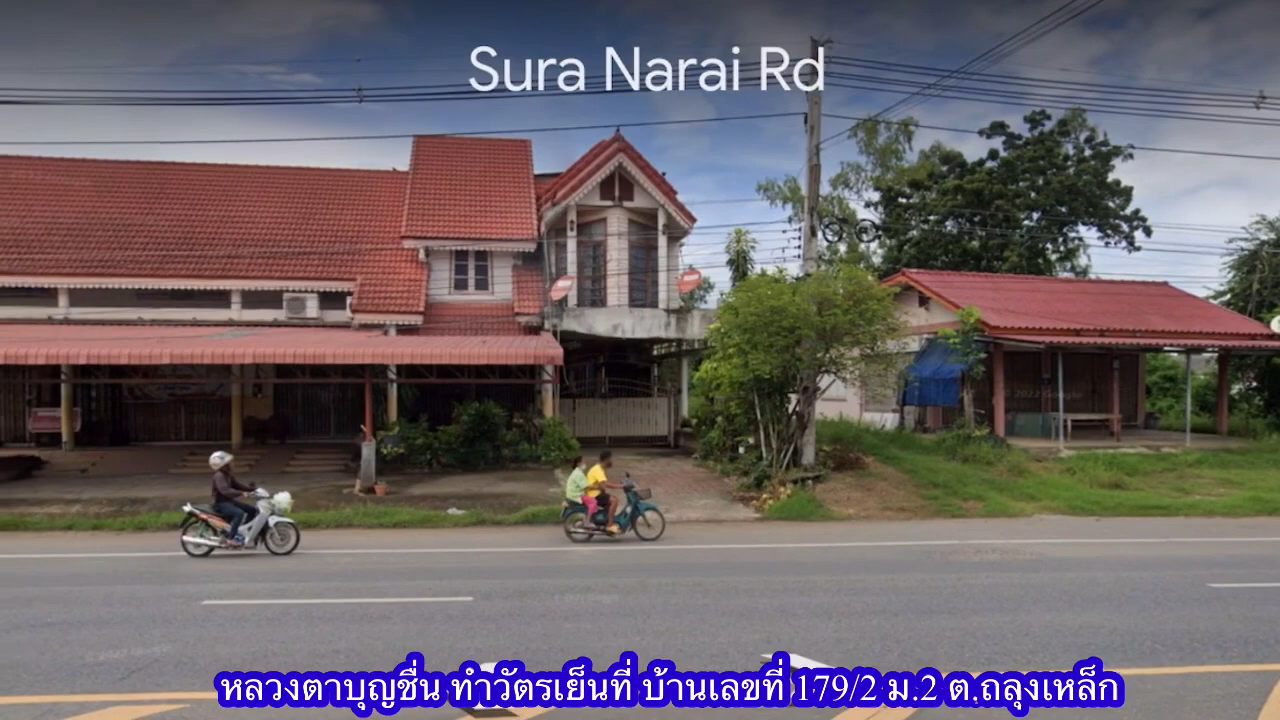 Sura Narai Rd
© 2022 Google
หลวงตาบุญชื่น ทำวัตรเย็นที่ บ้านเลขที่ 179/2 ม.2 ต.ถลุงเหล็ก